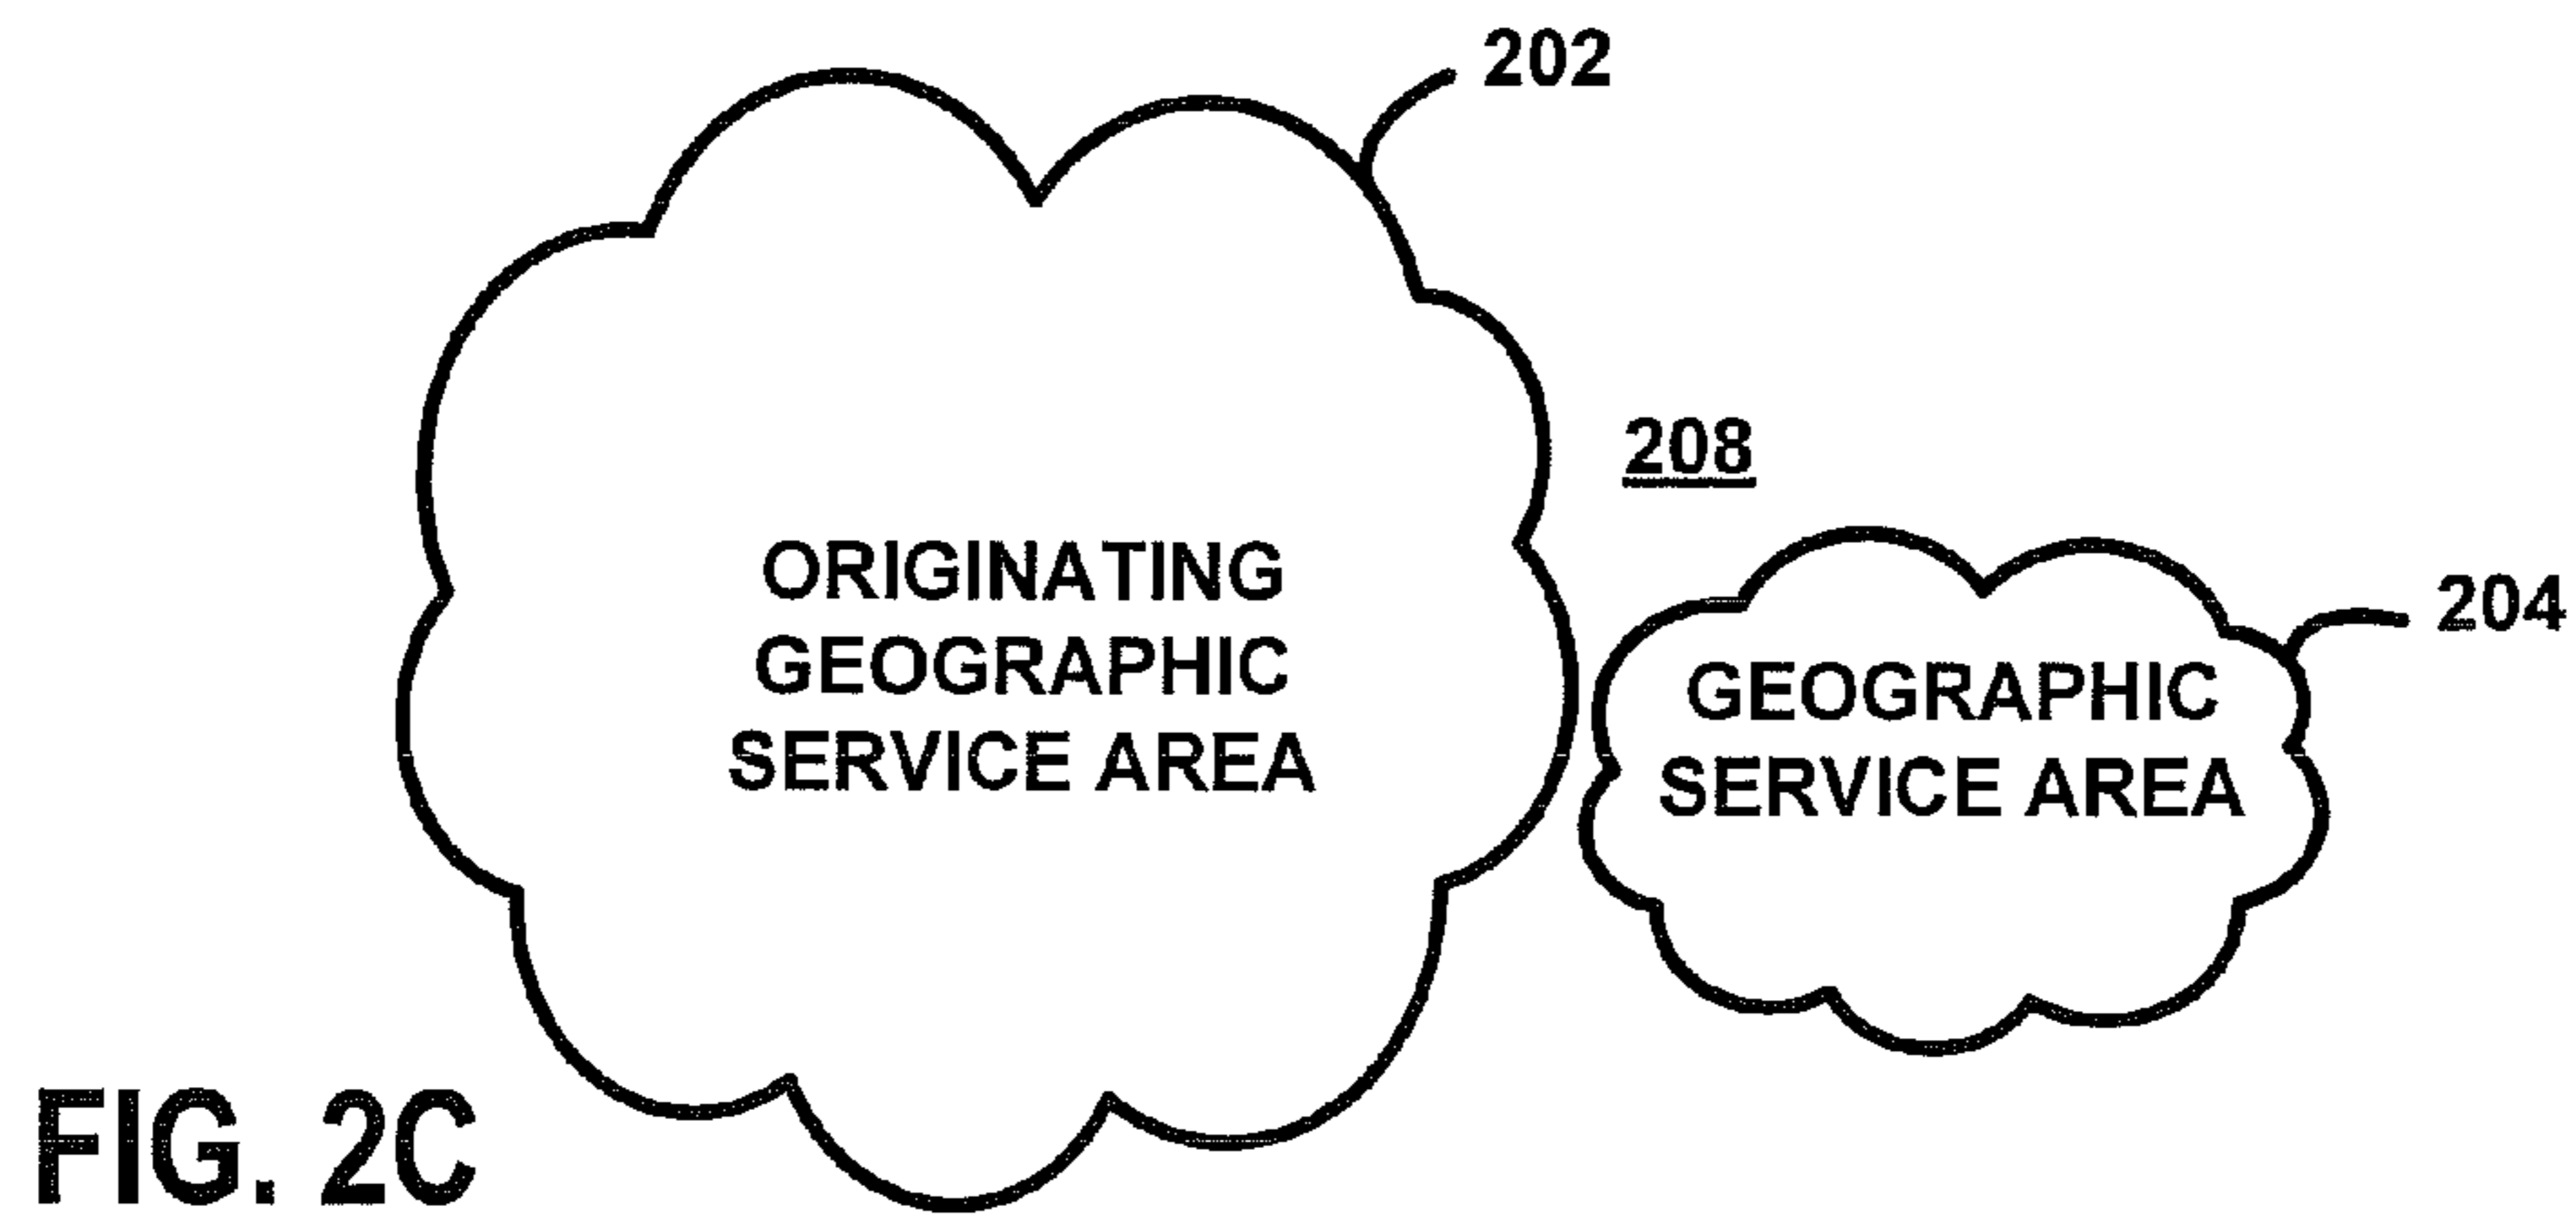 202
208
ORIGINATING
GEOGRAPHIC
SERVICE AREA
204
GEOGRAPHIC
SERVICE AREA
FIG. 2C